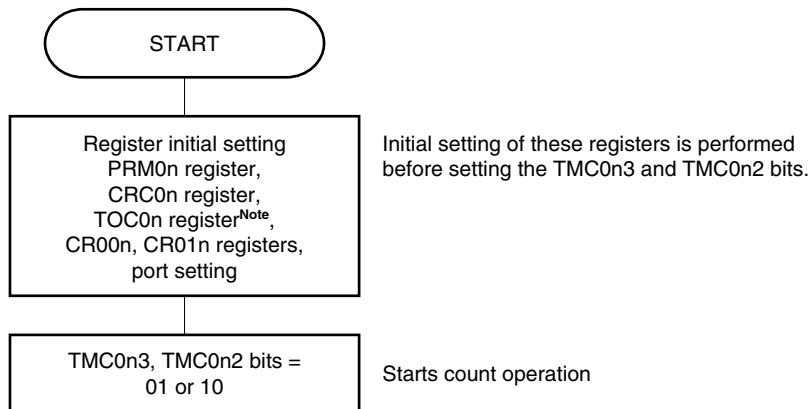 START
Register initial setting
PRM0n register,
CRC0n register,
TOC0n registerNote,
CR00n, CR01n registers,
port setting
Initial setting of these registers is performed
before setting the TMC0n3 and TMC0n2 bits.
TMC0n3, TMC0n2 bits =
01 or 10
Starts count operation